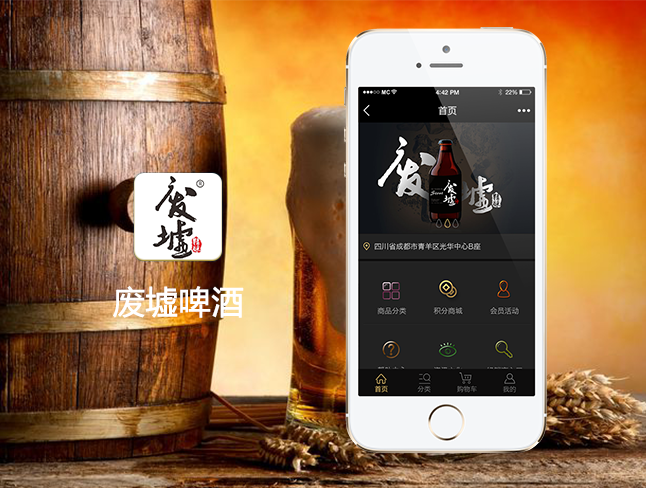 废
墟
®
废墟啤酒
MC
4:42 PM
22%
首页
废
墟
废墟
四川省成都市青羊区光华中心B座
商品分类
积分商城
会员活动
首页
分类
购物车
我的